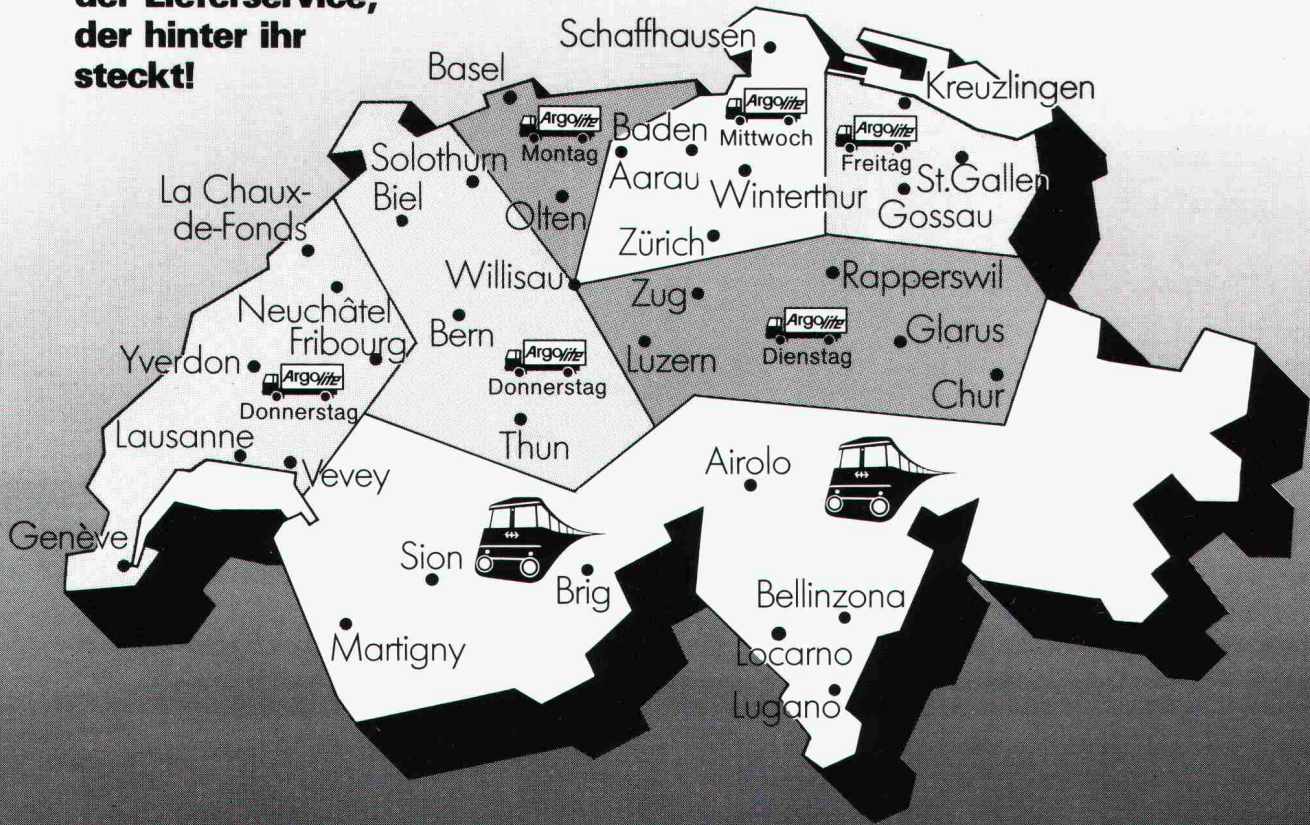 der Lieferservice,
der hinter ihr
steckt!
Schaffhausen
Basel
Kreuzlingen
Argolite
Montag
Baden
Argolite
Mittwoch
Argolite
Freitag
Solothurn
Biel
Aarau
Winterthur
St.Gallen
Gossau
La Chaux-
de-Fonds
Olten
Zürich
Willisau
Zug
Rapperswil
Neuchâtel
Fribourg
Bern
Luzern
Argolite
Dienstag
Glarus
Yverdon
Argolite
Donnerstag
Argolite
Donnerstag
Chur
Lausanne
Vevey
Thun
Airolo
Genève
Sion
Brig
Bellinzona
Martigny
Locarno
Lugano